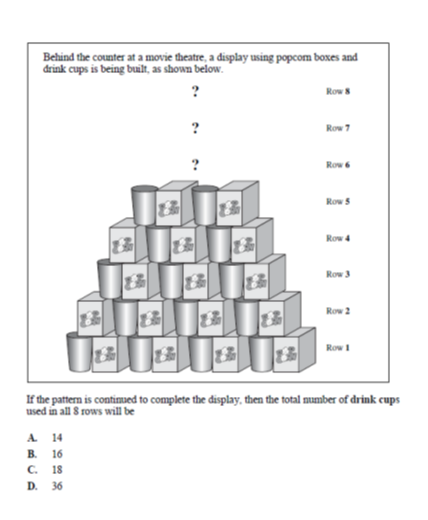 Behind the counter at a movie theatre, a display using popcorn boxes and
drink cups is being built, as shown below.
? Row 8
? Row 7
? Row 6
Row 5
Row 4
Row 3
Row 2
Row 1
If the pattern is continued to complete the display, then the total number of drink cups
used in all 8 rows will be
A. 14
B. 16
C. 18
D. 36